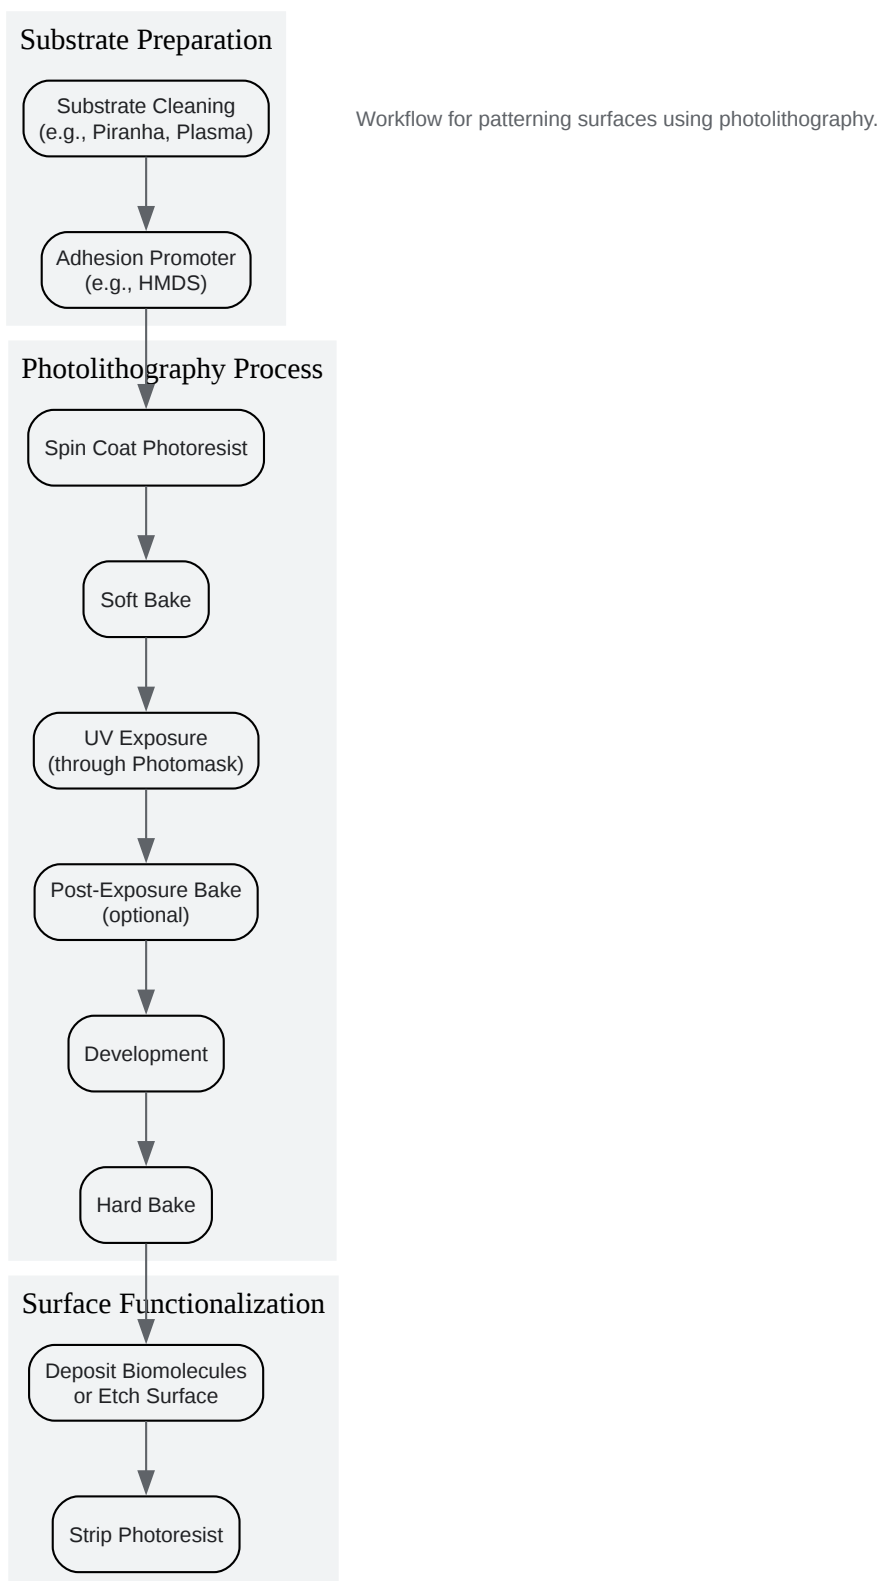 Substrate Preparation
Substrate Cleaning
(e.g., Piranha, Plasma)
Workflow for patterning surfaces using photolithography.
Adhesion Promoter
(e.g., HMDS)
Photolithography Process
Spin Coat Photoresist
Soft Bake
UV Exposure
(through Photomask)
Post-Exposure Bake
(optional)
Development
Hard Bake
Surface Functionalization
Deposit Biomolecules
or Etch Surface
Strip Photoresist